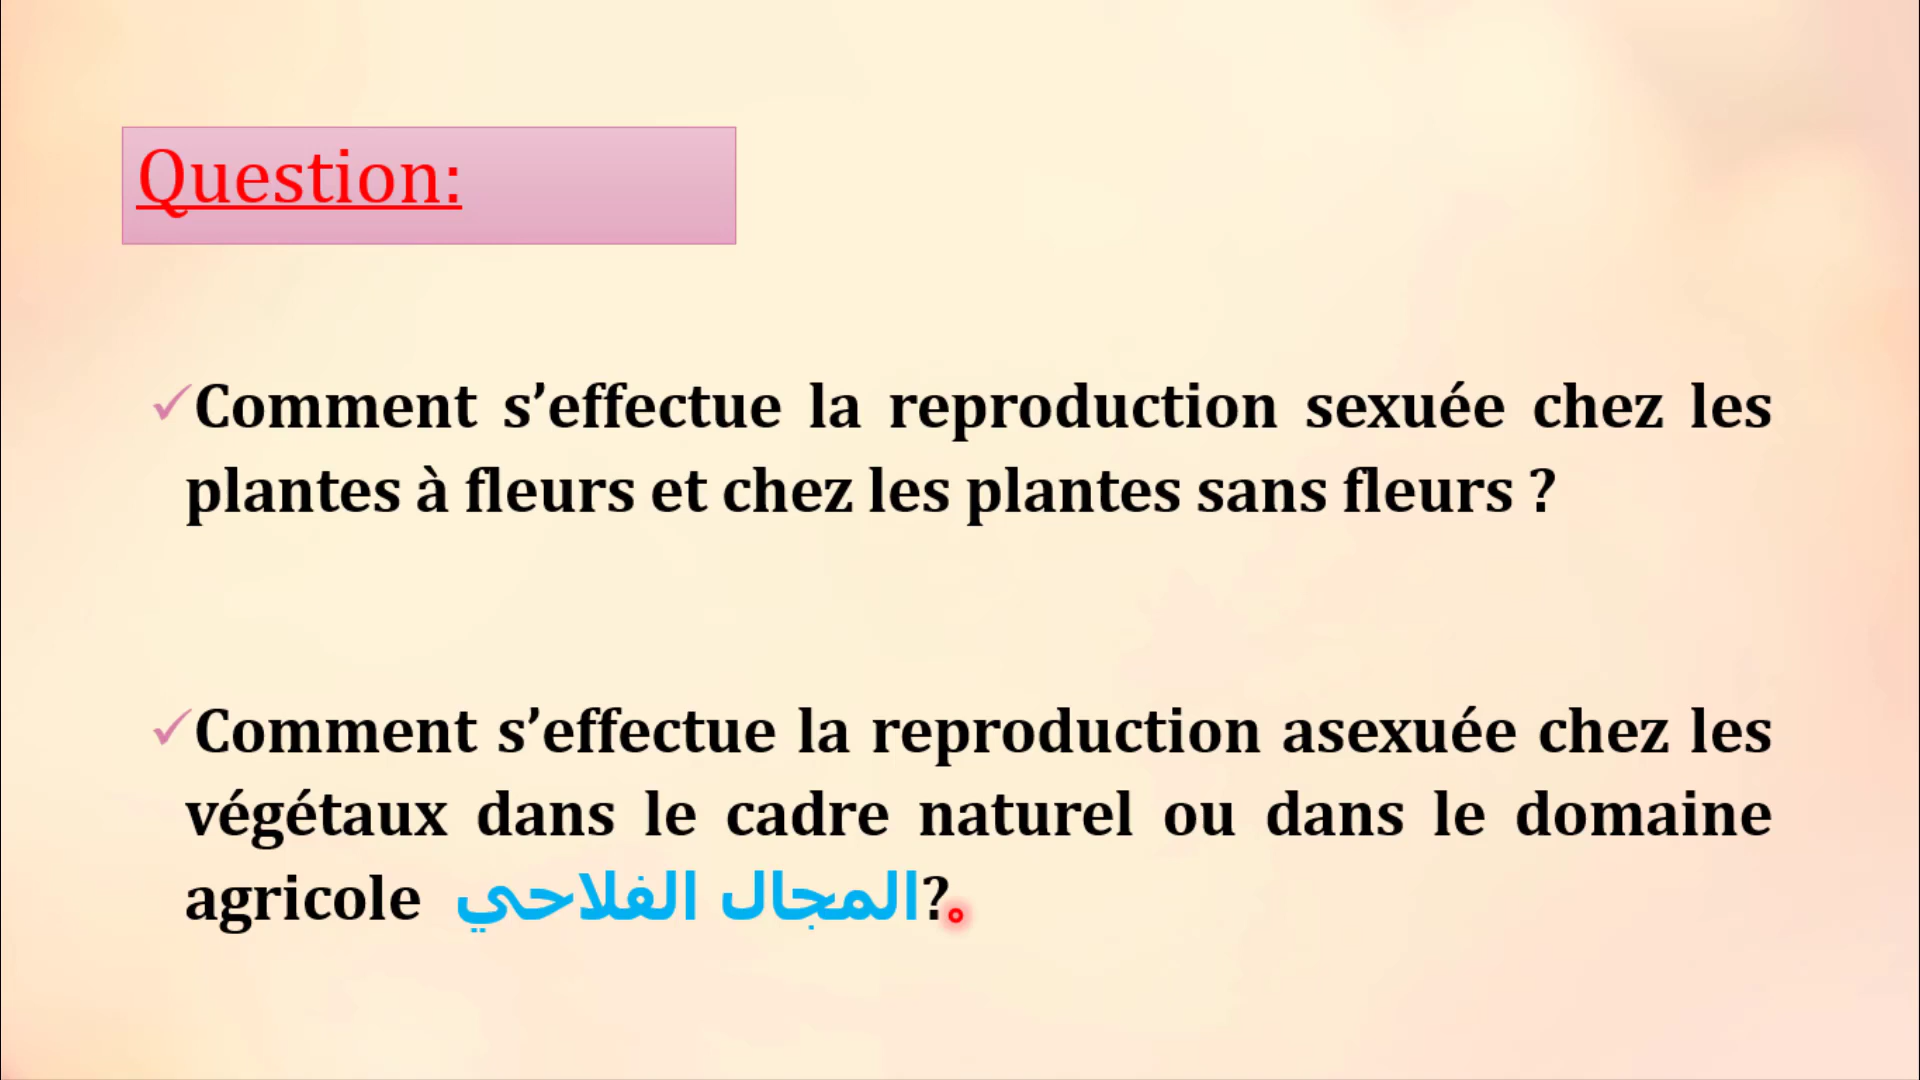 Question:
Comment s’effectue la reproduction sexuée chez les
plantes à fleurs et chez les plantes sans fleurs ?
Comment s’effectue la reproduction asexuée chez les
végétaux dans le cadre naturel ou dans le domaine
agricole المجال الفلاحي?